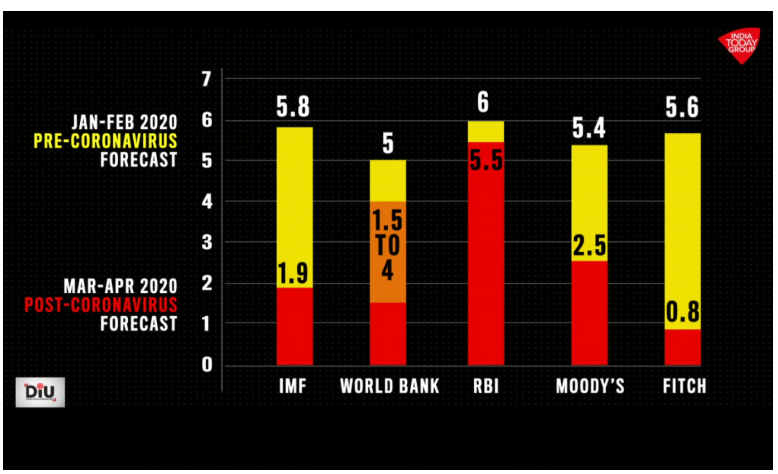 INDIA
TODAY
GROUP
JAN-FEB 2020
PRE-CORONAVIRUS
FORECAST
MAR-APR 2020
POST-CORONAVIRUS
FORECAST
7
6
5
4
3
2
1
0
5.8
1.9
5
1.5
TO
4
6
5.5
5.4
2.5
5.6
0.8
IMF
WORLD BANK
RBI
MOODY'S
FITCH
DiU